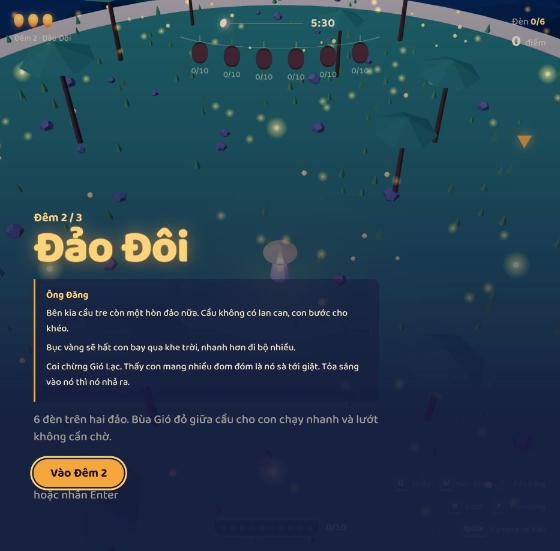 5:30
Đèn 0/6
Đêm 2 · Đảo Đôi
0 điểm
0/10 0/10 0/10 0/10 0/10 0/10
Đêm 2 / 3
Đảo Đôi
Ông Đăng
Bên kia cầu tre còn một hòn đảo nữa. Cầu không có lan can, con bước cho
khéo.
Bục vàng sẽ hất con bay qua khe trời, nhanh hơn đi bộ nhiều.
Coi chừng Gió Lạc. Thấy con mang nhiều đom đóm là nó sà tới giật. Tỏa sáng
vào nó thì nó nhả ra.
6 đèn trên hai đảo. Bùa Gió đỏ giữa cầu cho con chạy nhanh và lướt
không cần chờ.
Vào Đêm 2
hoặc nhấn Enter
0/10